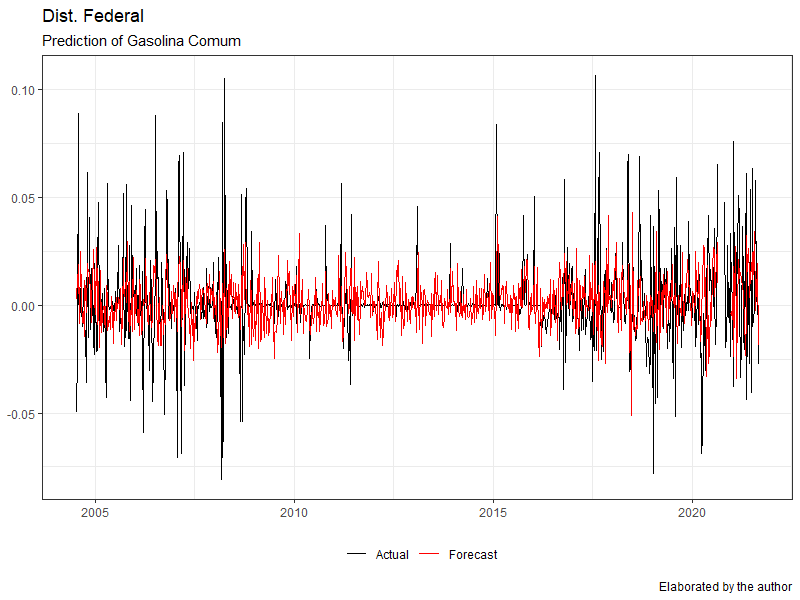 Dist. Federal
Prediction of Gasolina Comum
0.10
0.05
0.00
-0.05
2005 2010 2015 2020
Actual Forecast
Elaborated by the author